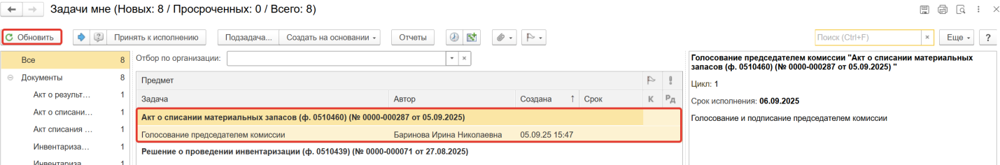 Задачи мне (Новых: 8 / Просроченных: 0 / Всего: 8)
Обновить Принять к исполнению Подзадача... Создать на основании Отчеты Поиск (Ctrl+F) × Еще ?
Все 8
Документы 8
Акт о результ… 1
Акт о списани… 1
Акт списания … 1
Инвентариза… 1
Инвентариза… 1
Отбор по организации:
Предмет
Задача Автор Создана ↑ Срок К Рд
Акт о списании материальных запасов (ф. 0510460) (№ 0000-000287 от 05.09.2025)
Голосование председателем комиссии Баринова Ирина Николаевна 05.09.25 15:47
Решение о проведении инвентаризации (ф. 0510439) (№ 0000-000071 от 27.08.2025)
Голосование председателем комиссии "Акт о списании материальных
запасов (ф. 0510460) (№ 0000-000287 от 05.09.2025) "
Цикл: 1
Срок исполнения: 06.09.2025
Голосование и подписание председателем комиссии